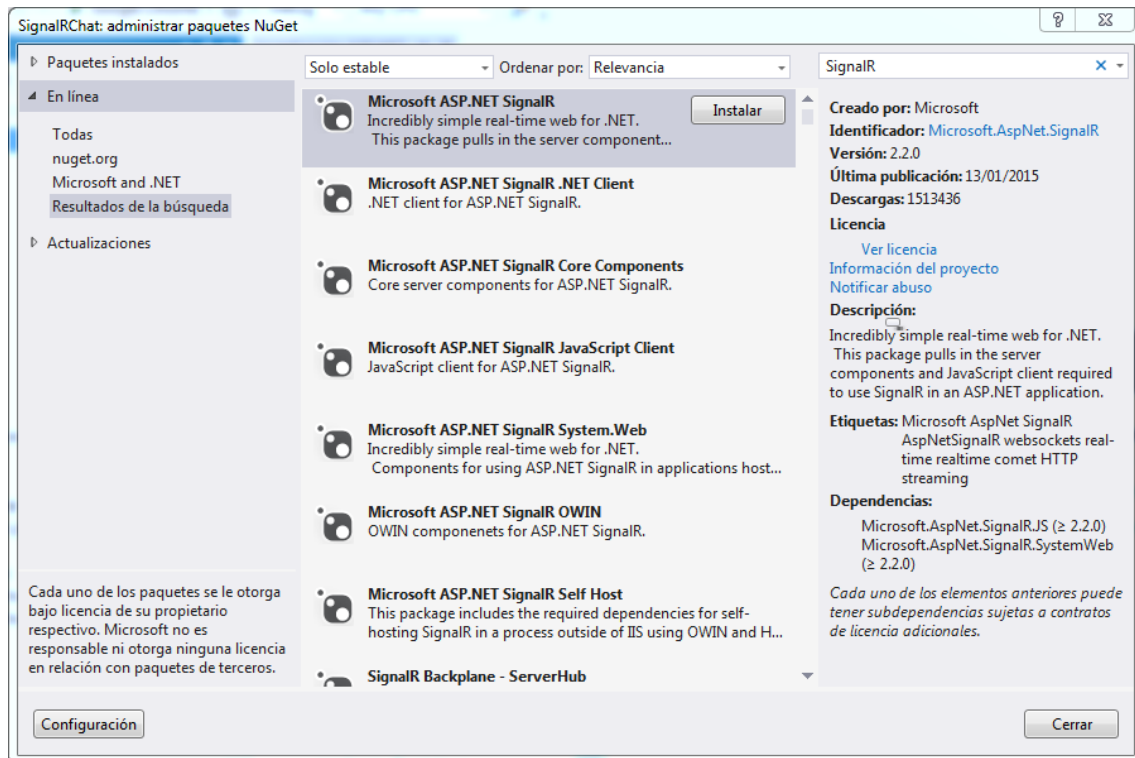 SignalRChat: administrar paquetes NuGet
Paquetes instalados
En línea
Todas
nuget.org
Microsoft and .NET
Resultados de la búsqueda
Actualizaciones
Cada uno de los paquetes se le otorga
bajo licencia de su propietario
respectivo. Microsoft no es
responsable ni otorga ninguna licencia
en relación con paquetes de terceros.
Solo estable
Ordenar por: Relevancia
Microsoft ASP.NET SignalR
Incredibly simple real-time web for .NET.
This package pulls in the server component...
Instalar
Microsoft ASP.NET SignalR .NET Client
.NET client for ASP.NET SignalR.
Microsoft ASP.NET SignalR Core Components
Core server components for ASP.NET SignalR.
Microsoft ASP.NET SignalR JavaScript Client
JavaScript client for ASP.NET SignalR.
Microsoft ASP.NET SignalR System.Web
Incredibly simple real-time web for .NET.
Components for using ASP.NET SignalR in applications host...
Microsoft ASP.NET SignalR OWIN
OWIN componenets for ASP.NET SignalR.
Microsoft ASP.NET SignalR Self Host
This package includes the required dependencies for self-
hosting SignalR in a process outside of IIS using OWIN and H...
SignalR Backplane - ServerHub
SignalR
Creado por: Microsoft
Identificador: Microsoft.AspNet.SignalR
Versión: 2.2.0
Última publicación: 13/01/2015
Descargas: 1513436
Licencia
Ver licencia
Información del proyecto
Notificar abuso
Descripción:
Incredibly simple real-time web for .NET.
This package pulls in the server
components and JavaScript client required
to use SignalR in an ASP.NET application.
Etiquetas: Microsoft AspNet SignalR
AspNetSignalR websockets real-
time realtime comet HTTP
streaming
Dependencias:
Microsoft.AspNet.SignalR.JS (≥ 2.2.0)
Microsoft.AspNet.SignalR.SystemWeb
(≥ 2.2.0)
Cada uno de los elementos anteriores puede
tener subdependencias sujetas a contratos
de licencia adicionales.
Configuración
Cerrar